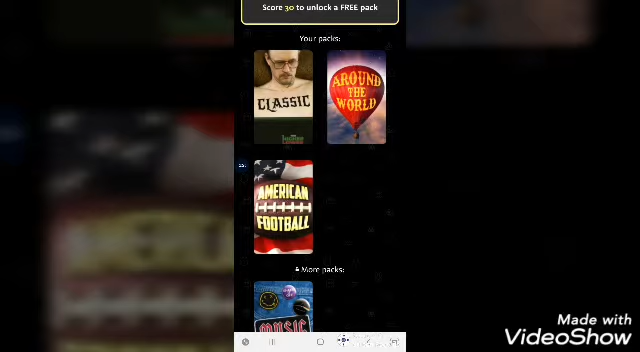 Score 30 to unlock a FREE pack
Your packs:
CLASSIC
AROUND
THE
WORLD
AMERICAN
FOOTBALL
More packs:
MUSIC
Made with
VideoShow